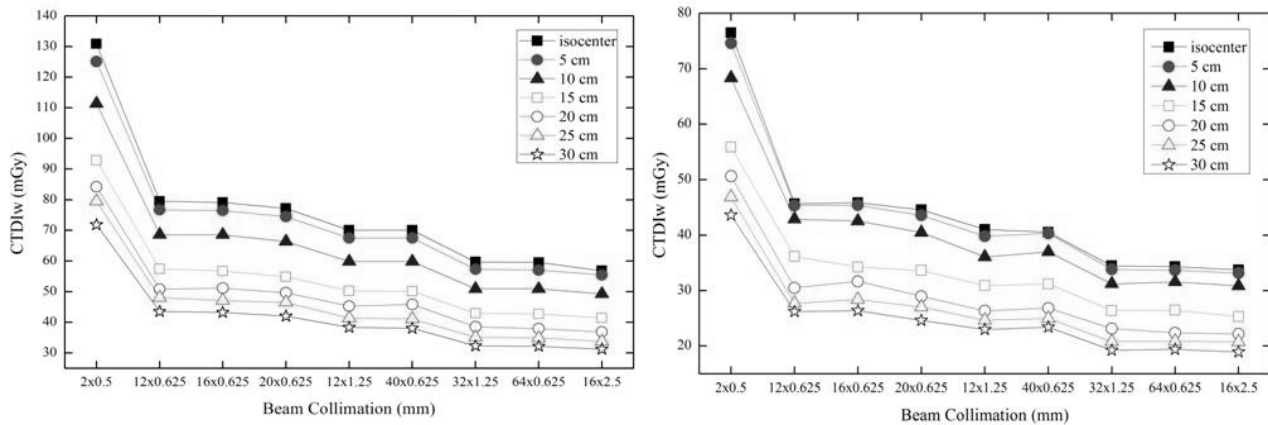 140
130
120
110
100
90
80
70
60
50
40
30
CTDIw (mGy)
isocenter
5 cm
10 cm
15 cm
20 cm
25 cm
30 cm
2x0.5 12x0.625 16x0.625 20x0.625 12x1.25 40x0.625 32x1.25 64x0.625 16x2.5
Beam Collimation (mm)
80
70
60
50
40
30
20
CTDIw (mGy)
isocenter
5 cm
10 cm
15 cm
20 cm
25 cm
30 cm
2x0.5 12x0.625 16x0.625 20x0.625 12x1.25 40x0.625 32x1.25 64x0.625 16x2.5
Beam Collimation (mm)